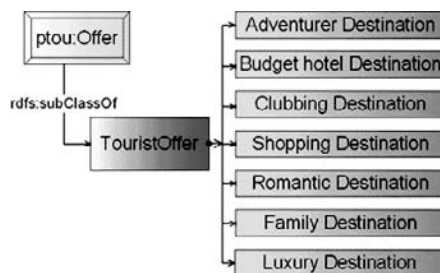 ptou:Offer
rdfs:subClassOf
TouristOffer
Adventurer Destination
Budget hotel Destination
Clubbing Destination
Shopping Destination
Romantic Destination
Family Destination
Luxury Destination